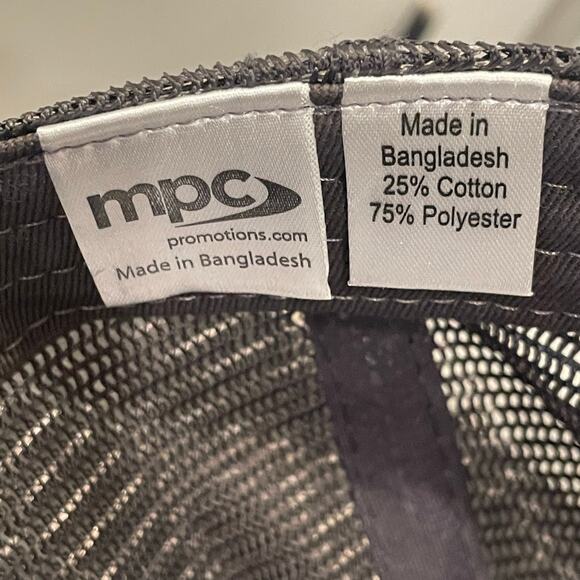 mpc
promotions.com
Made in Bangladesh
Made in
Bangladesh
25% Cotton
75% Polyester